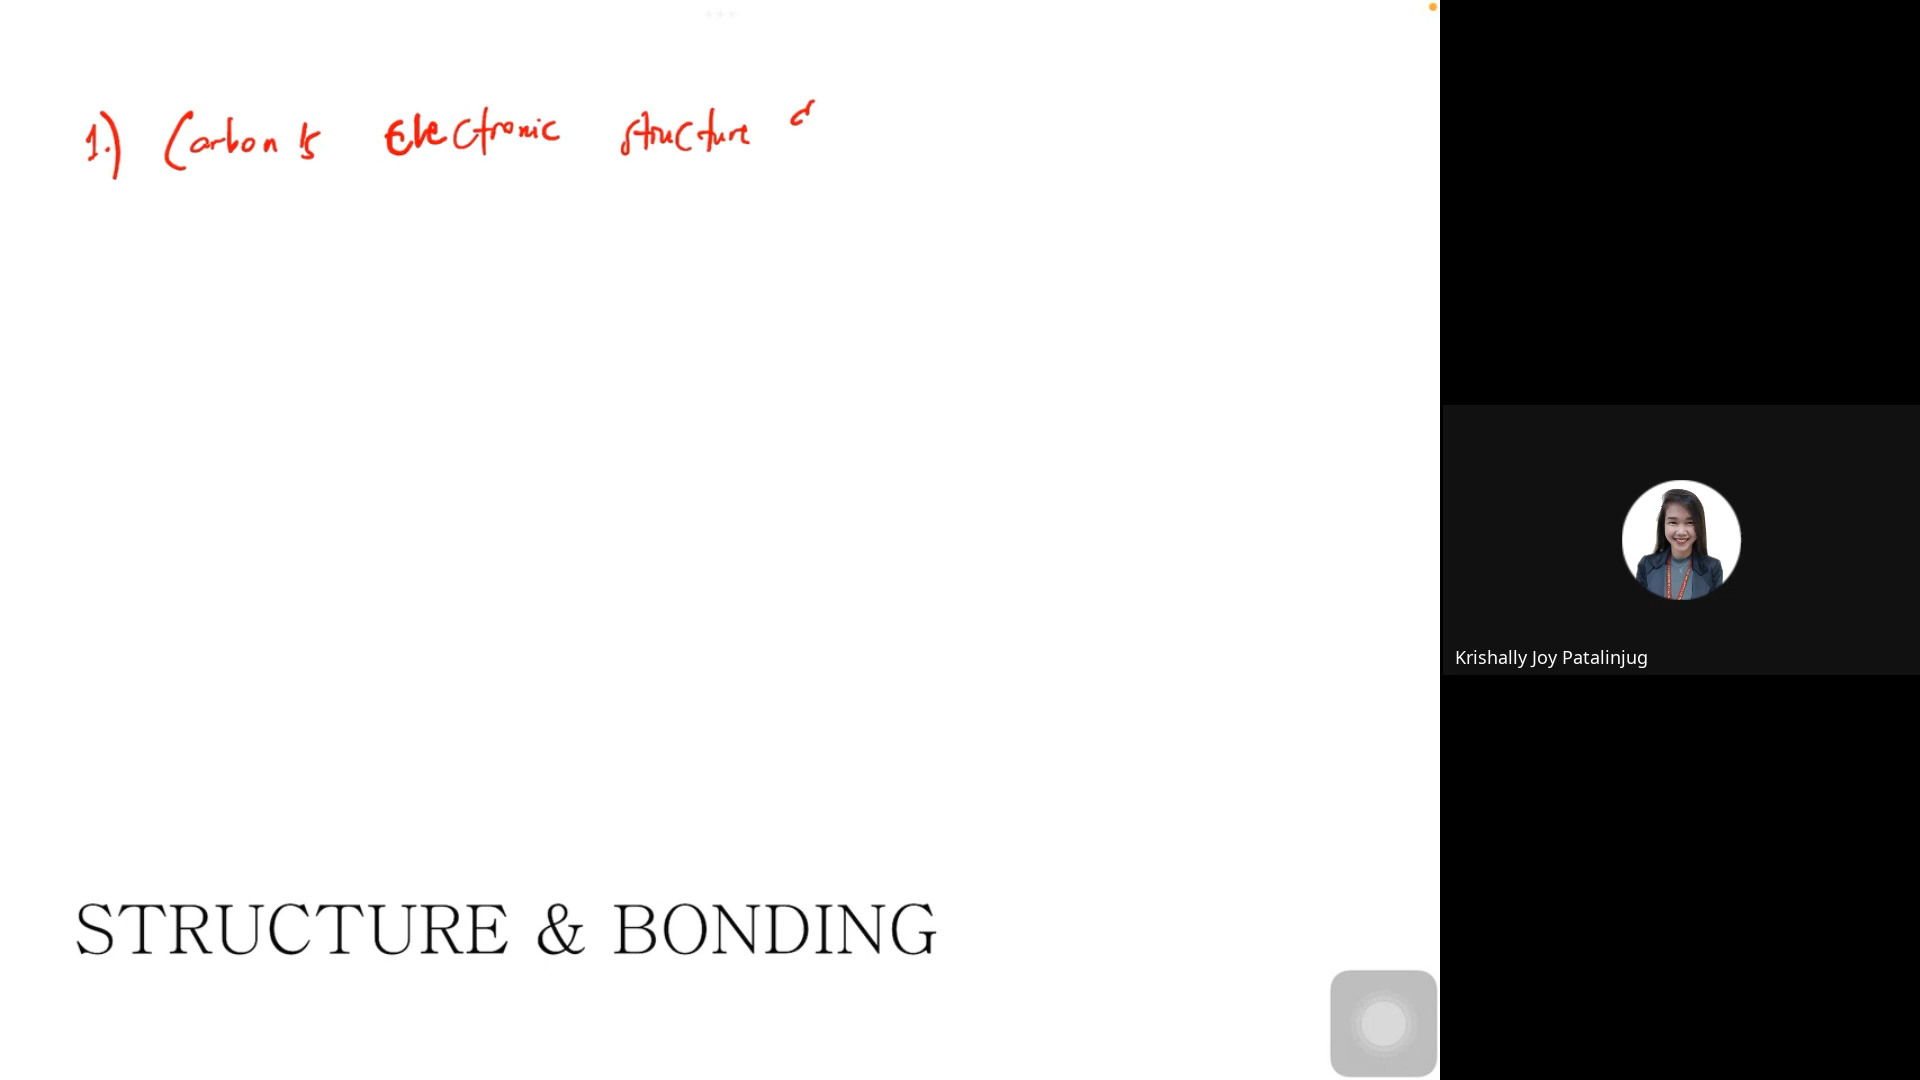 1.) Carbon's Electronic structure
STRUCTURE & BONDING
Krishally Joy Patalinjug